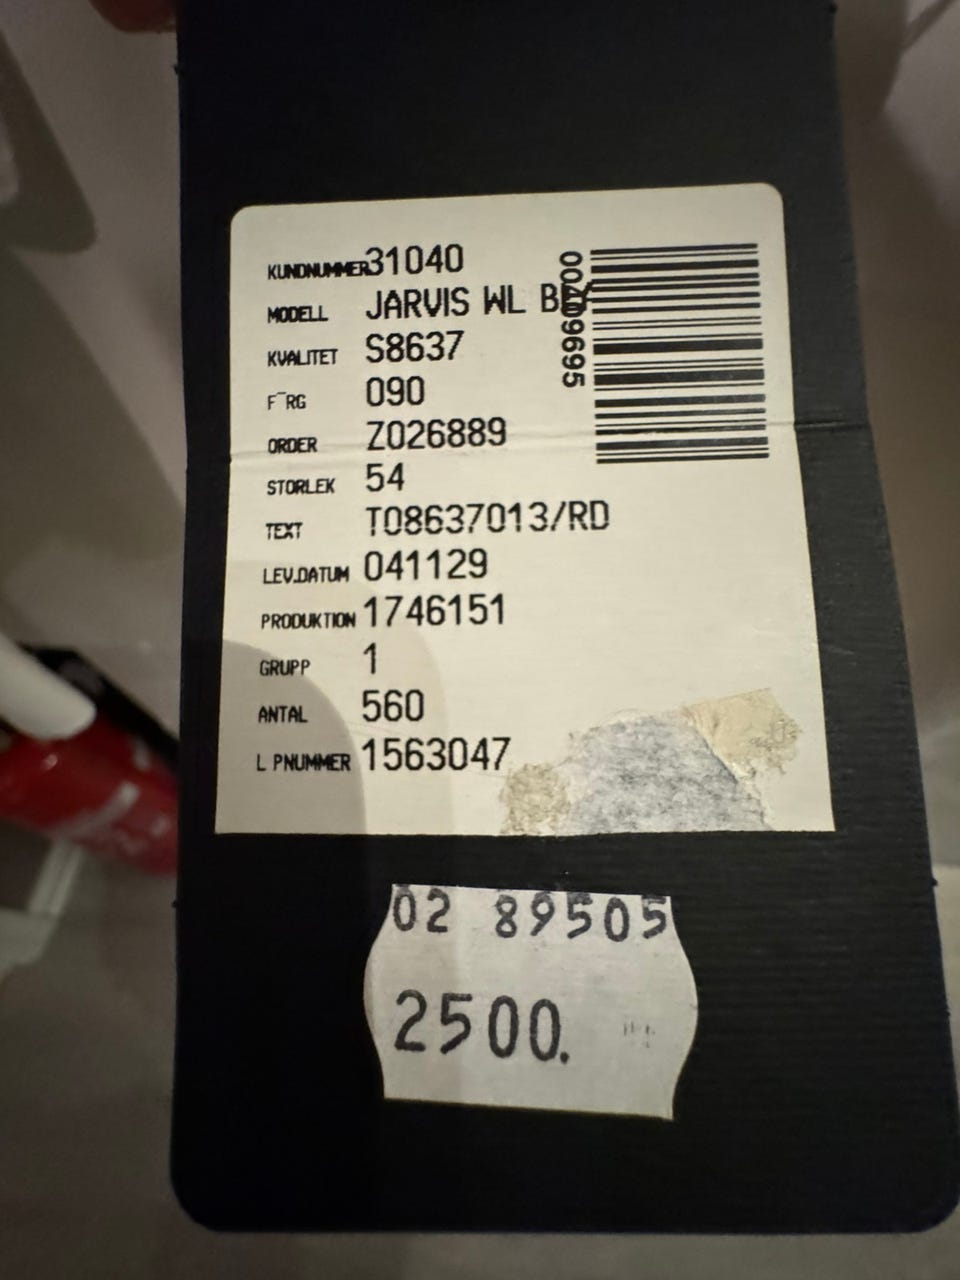 KUNDNUMMER 31040
MODELL JARVIS WL
KVALITET S8637
F¯RG 090
ORDER Z026889
STORLEK 54
TEXT T08637013/RD
LEV.DATUM 041129
PRODUKTION 1746151
GRUPP 1
ANTAL 560
L PNUMMER 1563047
02 89505
2500.